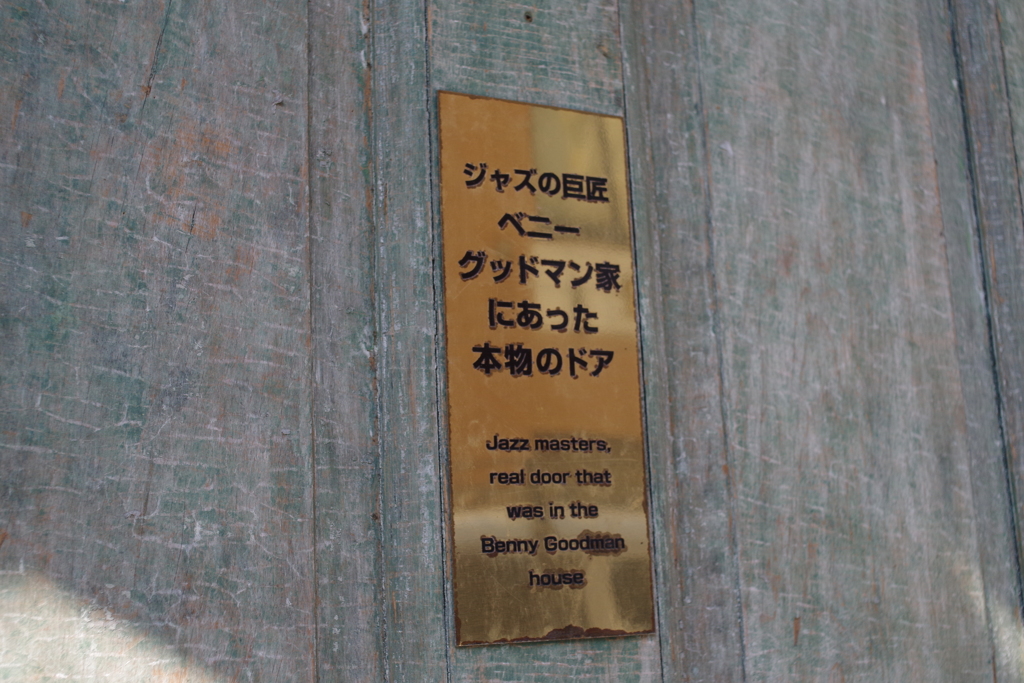 ジャズの巨匠
ベニー
グッドマン家
にあった
本物のドア
Jazz masters,
real door that
was in the
Benny Goodman
house